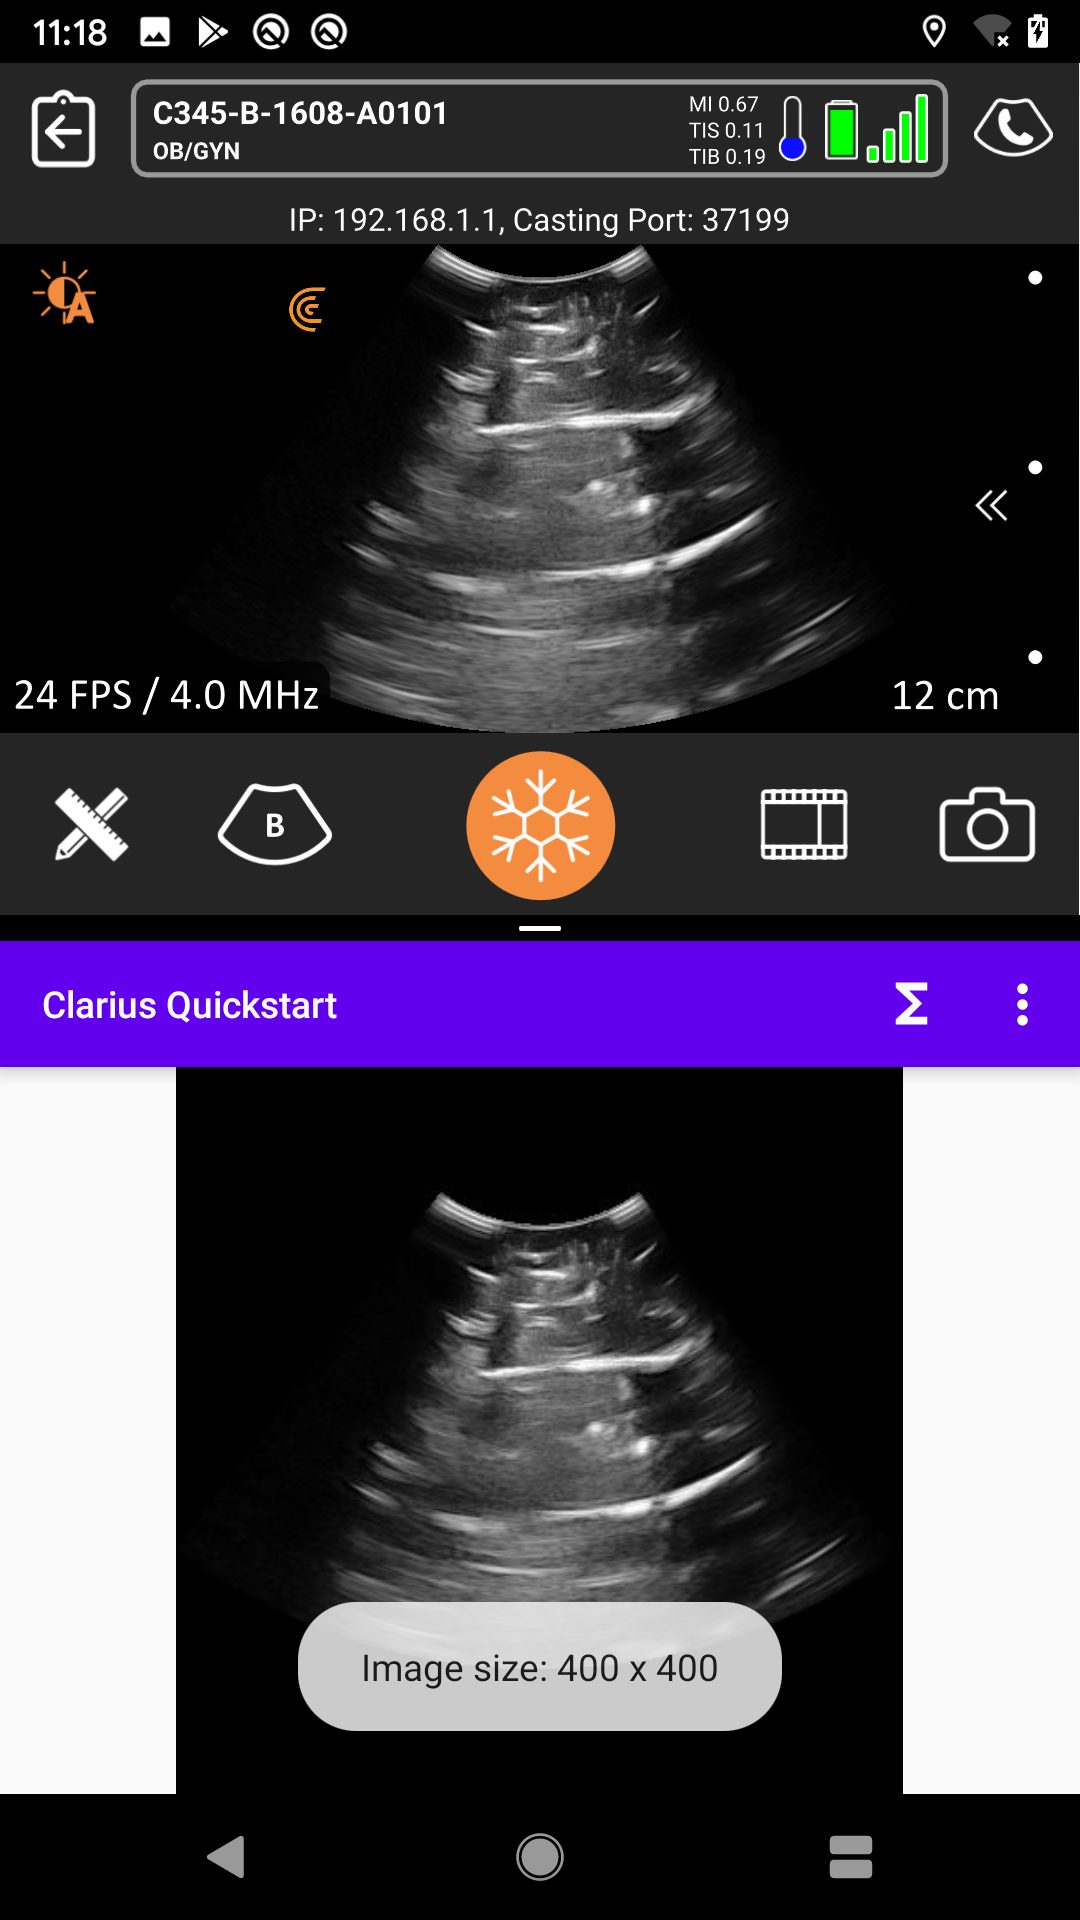 11:18
C345-B-1608-A0101
OB/GYN
MI 0.67
TIS 0.11
TIB 0.19
IP: 192.168.1.1, Casting Port: 37199
A
24 FPS / 4.0 MHz
12 cm
B
Clarius Quickstart
Σ
Image size: 400 x 400